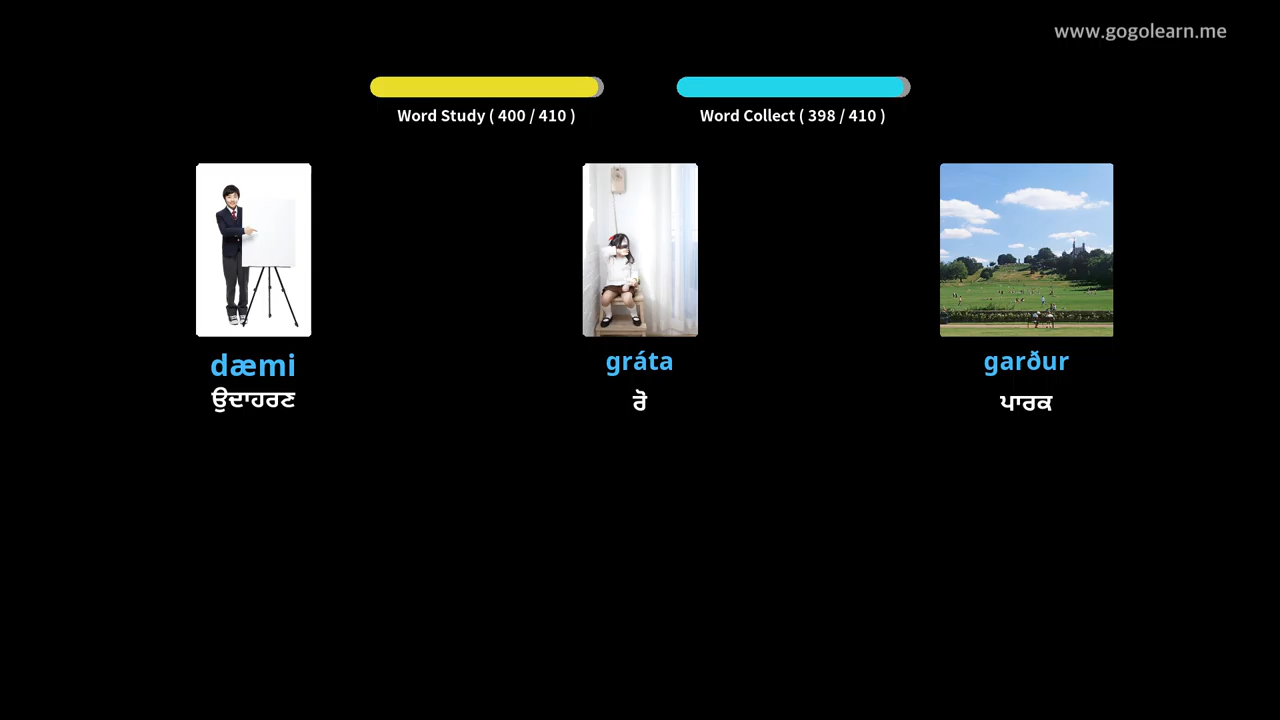 www.gogolearn.me
Word Study ( 400 / 410 )
Word Collect ( 398 / 410 )
dæmi
ਉਦਾਹਰਣ
gráta
ਰੋ
garður
ਪਾਰਕ